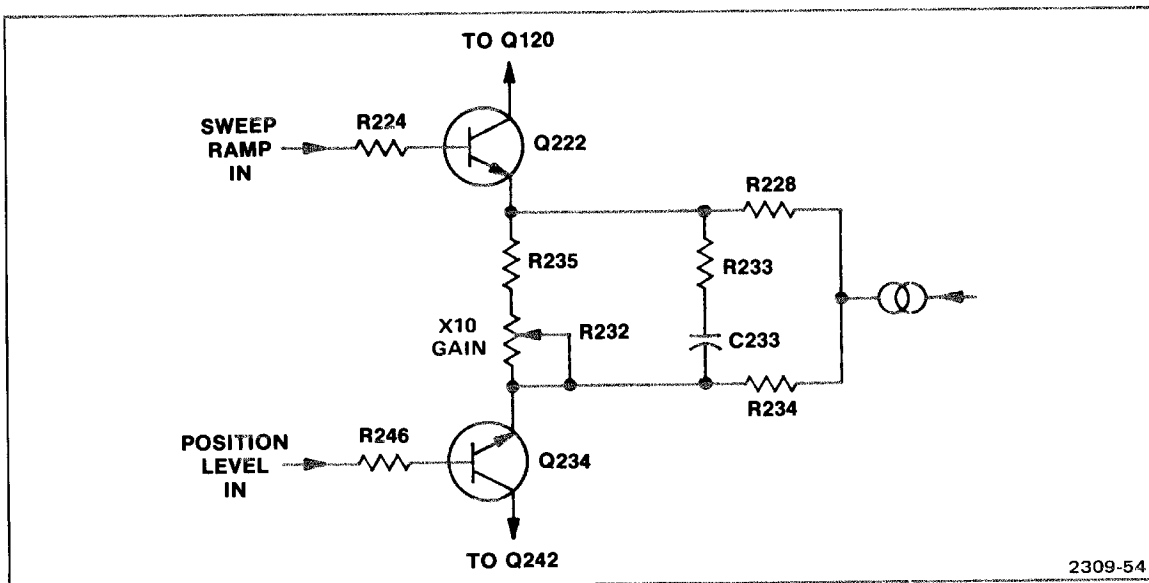 TO Q120
SWEEP
RAMP
IN
R224
Q222
R228
R235
R233
X10
GAIN
R232
C233
R234
POSITION
LEVEL
IN
R246
Q234
TO Q242
2309-54